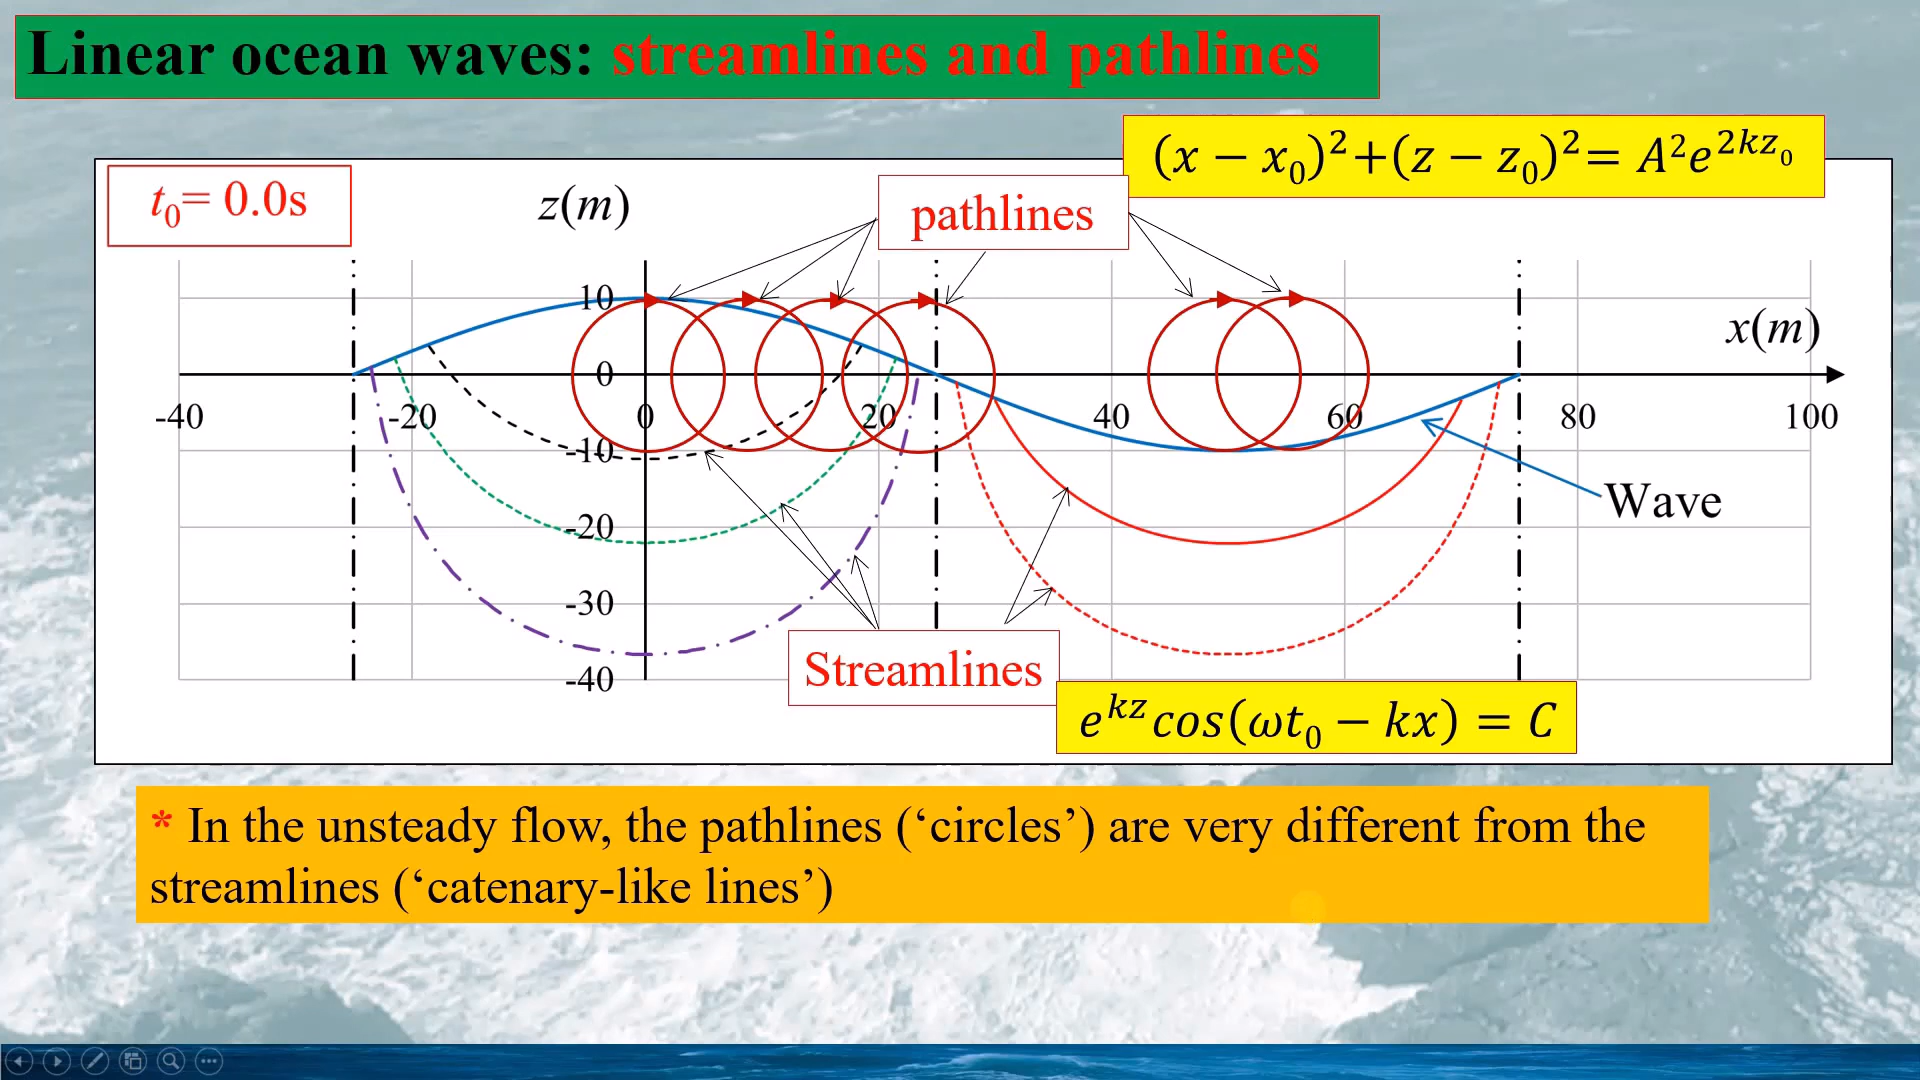 Linear ocean waves: streamlines and pathlines
(x − x₀)²+(z − z₀)²= A²e^{2kz₀}
t₀= 0.0s
z(m)
pathlines
10
x(m)
0
-40 -20 0 20 40 60 80 100
-10
Wave
-20
-30
Streamlines
-40
e^{kz}cos(ωt₀ − kx) = C
* In the unsteady flow, the pathlines (‘circles’) are very different from the
streamlines (‘catenary-like lines’)